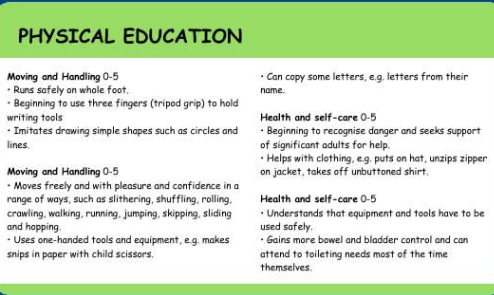 PHYSICAL EDUCATION
Moving and Handling 0-5
• Runs safely on whole foot.
• Beginning to use three fingers (tripod grip) to hold
writing tools
• Imitates drawing simple shapes such as circles and
lines.
Moving and Handling 0-5
• Moves freely and with pleasure and confidence in a
range of ways, such as slithering, shuffling, rolling,
crawling, walking, running, jumping, skipping, sliding
and hopping.
• Uses one-handed tools and equipment, e.g. makes
snips in paper with child scissors.
• Can copy some letters, e.g. letters from their
name.
Health and self-care 0-5
• Beginning to recognise danger and seeks support
of significant adults for help.
• Helps with clothing, e.g. puts on hat, unzips zipper
on jacket, takes off unbuttoned shirt.
Health and self-care 0-5
• Understands that equipment and tools have to be
used safely.
• Gains more bowel and bladder control and can
attend to toileting needs most of the time
themselves.